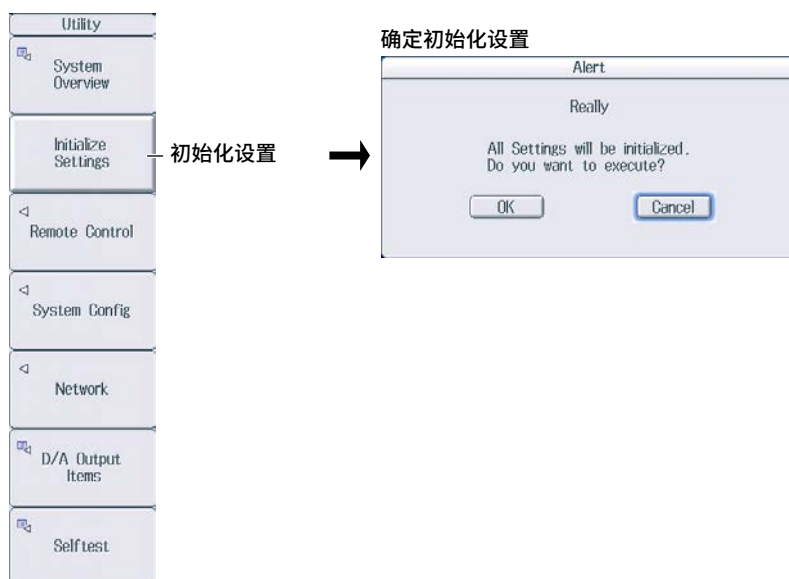 Utility
System
Overview
Initialize
Settings
初始化设置
Remote Control
System Config
Network
D/A Output
Items
Selftest
确定初始化设置
Alert
Really
All Settings will be initialized.
Do you want to execute?
OK
Cancel